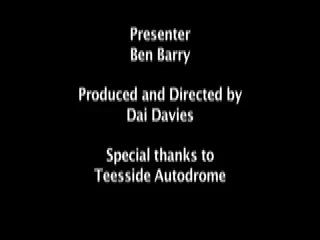 Presenter
Ben Barry
Produced and Directed by
Dai Davies
Special thanks to
Teesside Autodrome